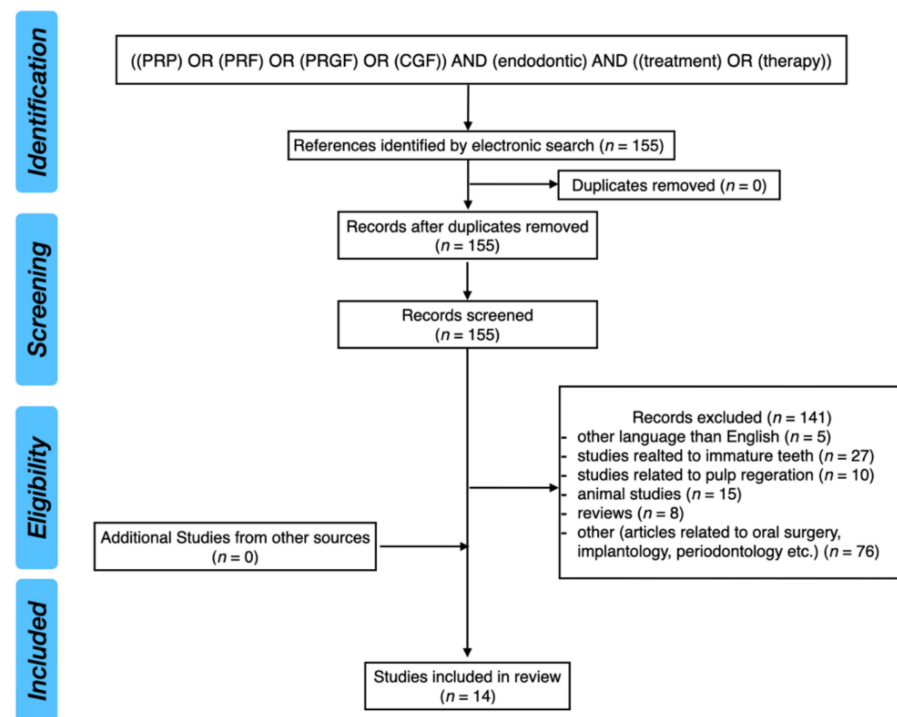 Identification
((PRP) OR (PRF) OR (PRGF) OR (CGF)) AND (endodontic) AND ((treatment) OR (therapy))
References identified by electronic search (n = 155)
Duplicates removed (n = 0)
Screening
Records after duplicates removed
(n = 155)
Records screened
(n = 155)
Eligibility
Records excluded (n = 141)
- other language than English (n = 5)
- studies realted to immature teeth (n = 27)
- studies related to pulp regeration (n = 10)
- animal studies (n = 15)
- reviews (n = 8)
- other (articles related to oral surgery,
implantology, periodontology etc.) (n = 76)
Additional Studies from other sources
(n = 0)
Included
Studies included in review
(n = 14)